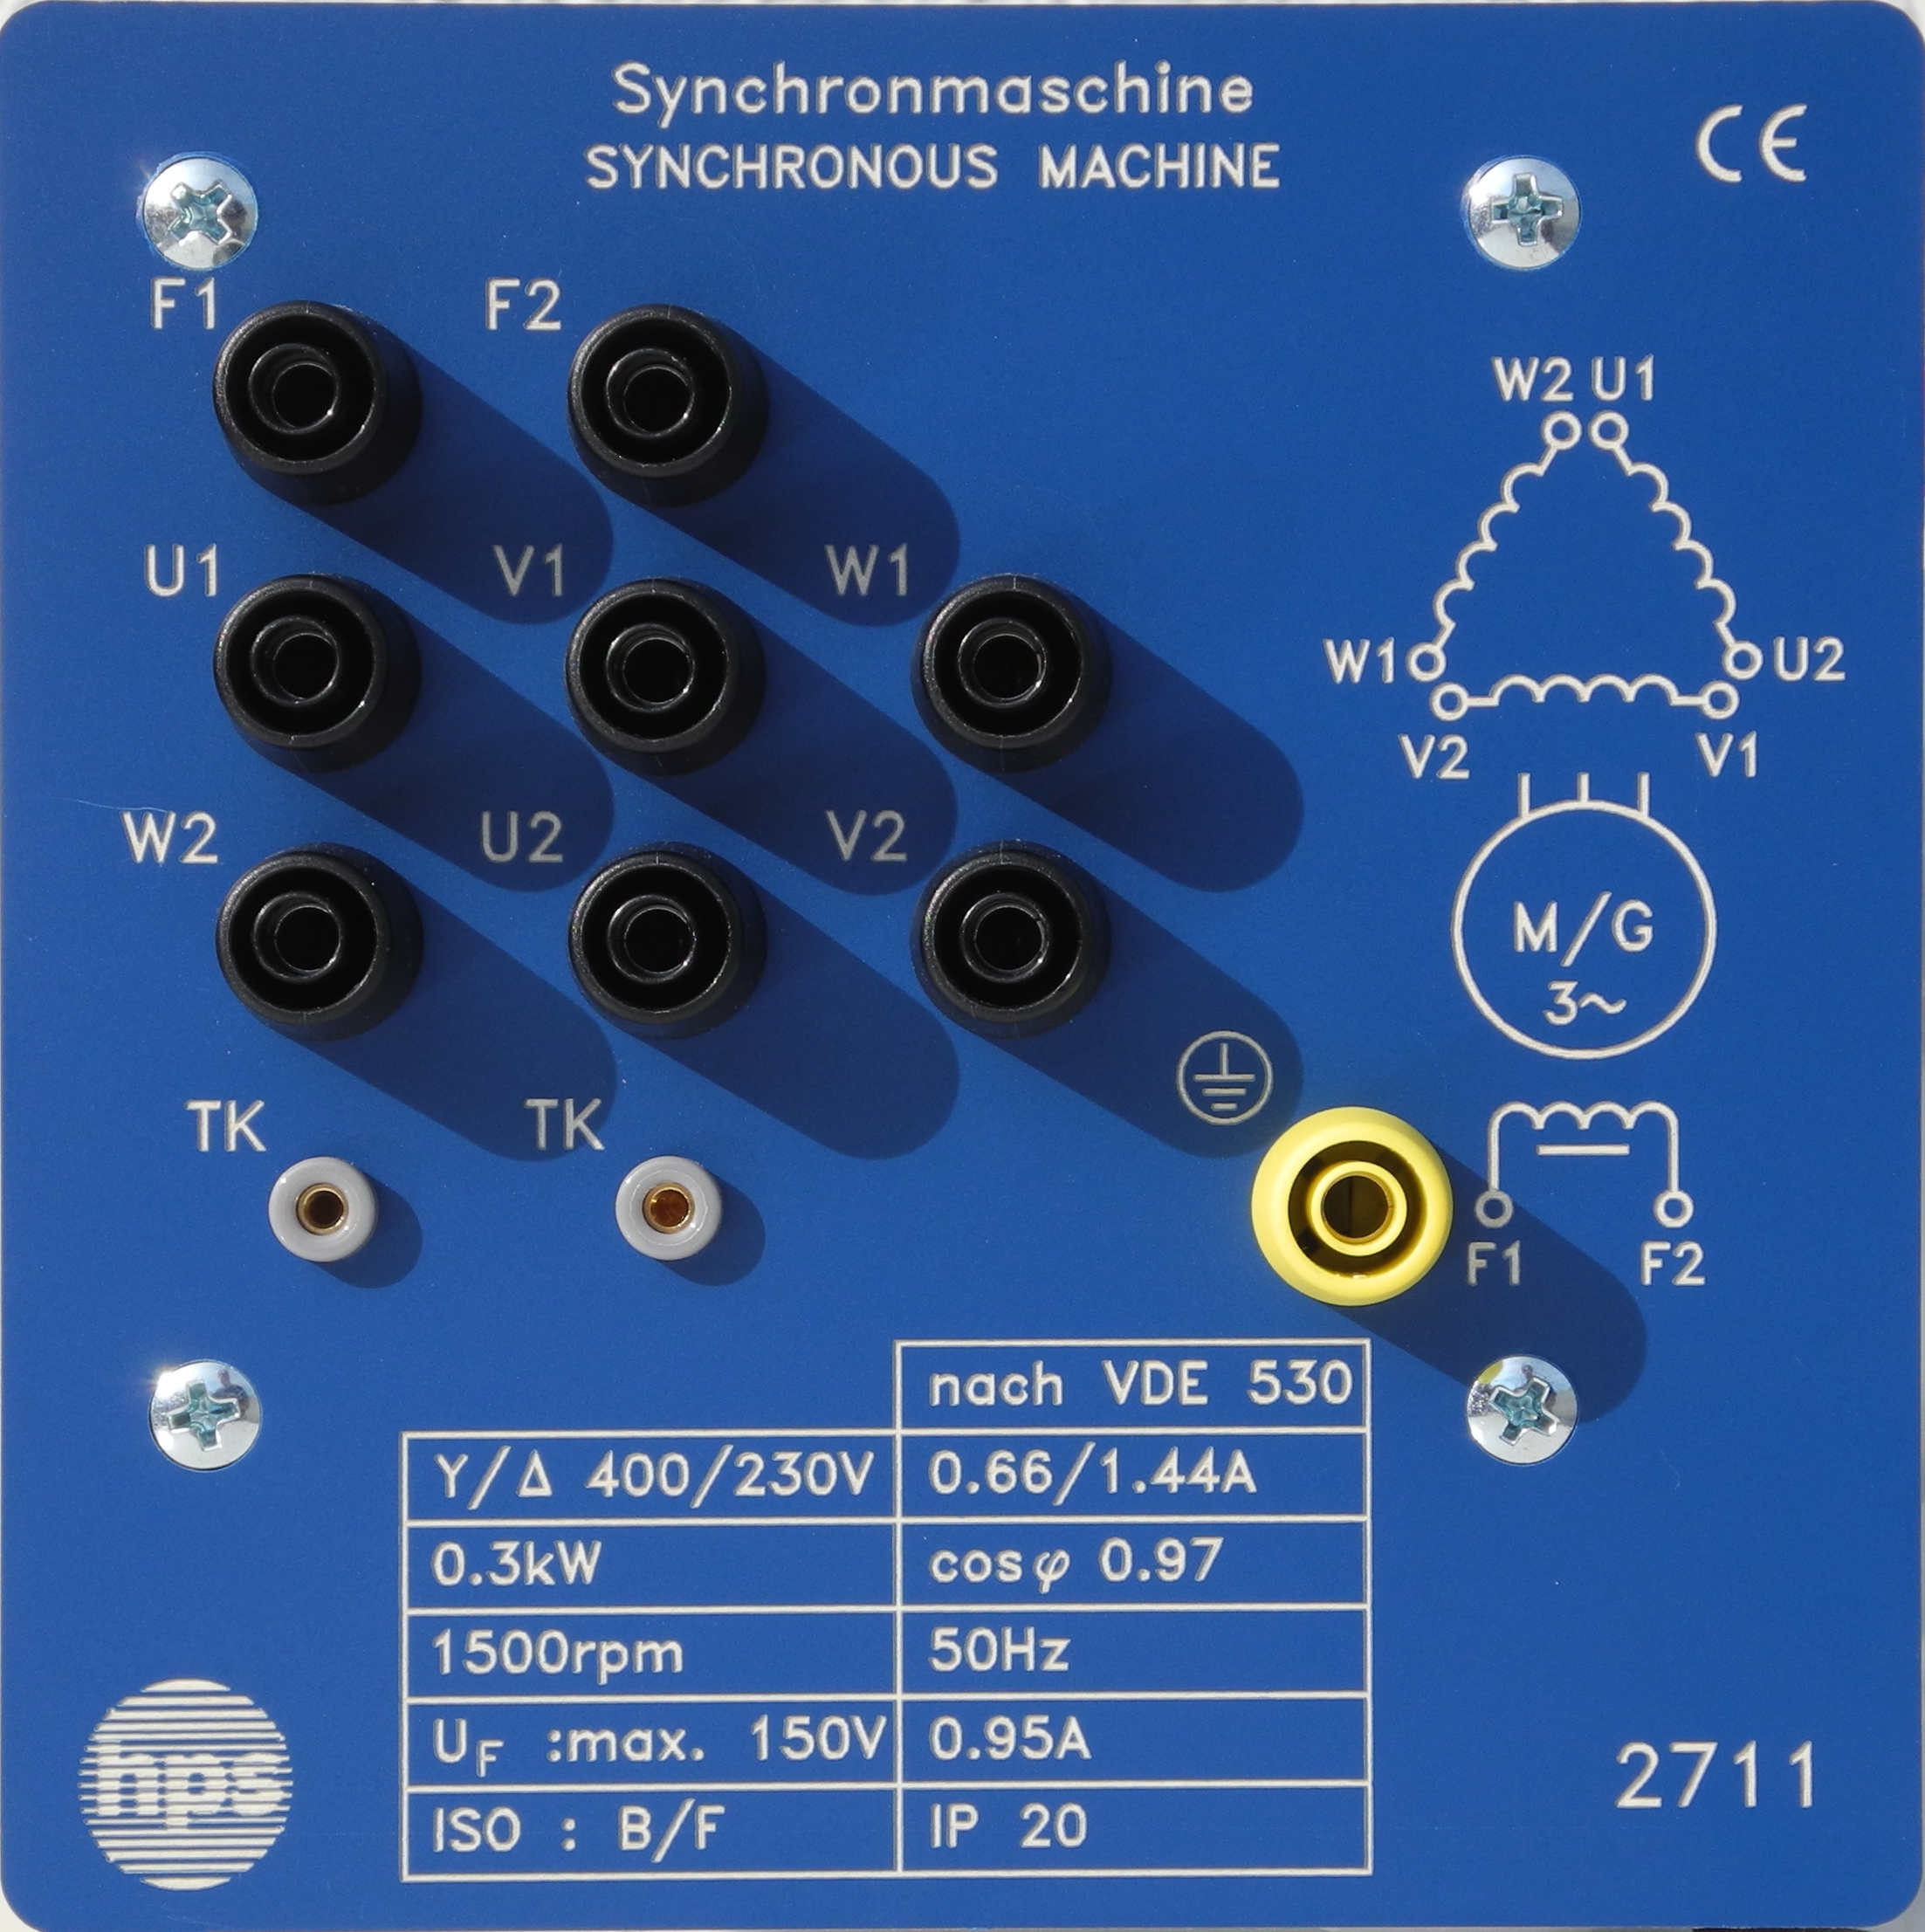 Synchronmaschine
SYNCHRONOUS MACHINE
CE
F1 F2
U1 V1 W1
W2 U2 V2
TK TK
W2 U1
W1 U2
V2 V1
M/G
3~
F1 F2
nach VDE 530
Y/Δ 400/230V 0.66/1.44A
0.3kW cosφ 0.97
1500rpm 50Hz
UF :max. 150V 0.95A
ISO : B/F IP 20
hps
2711